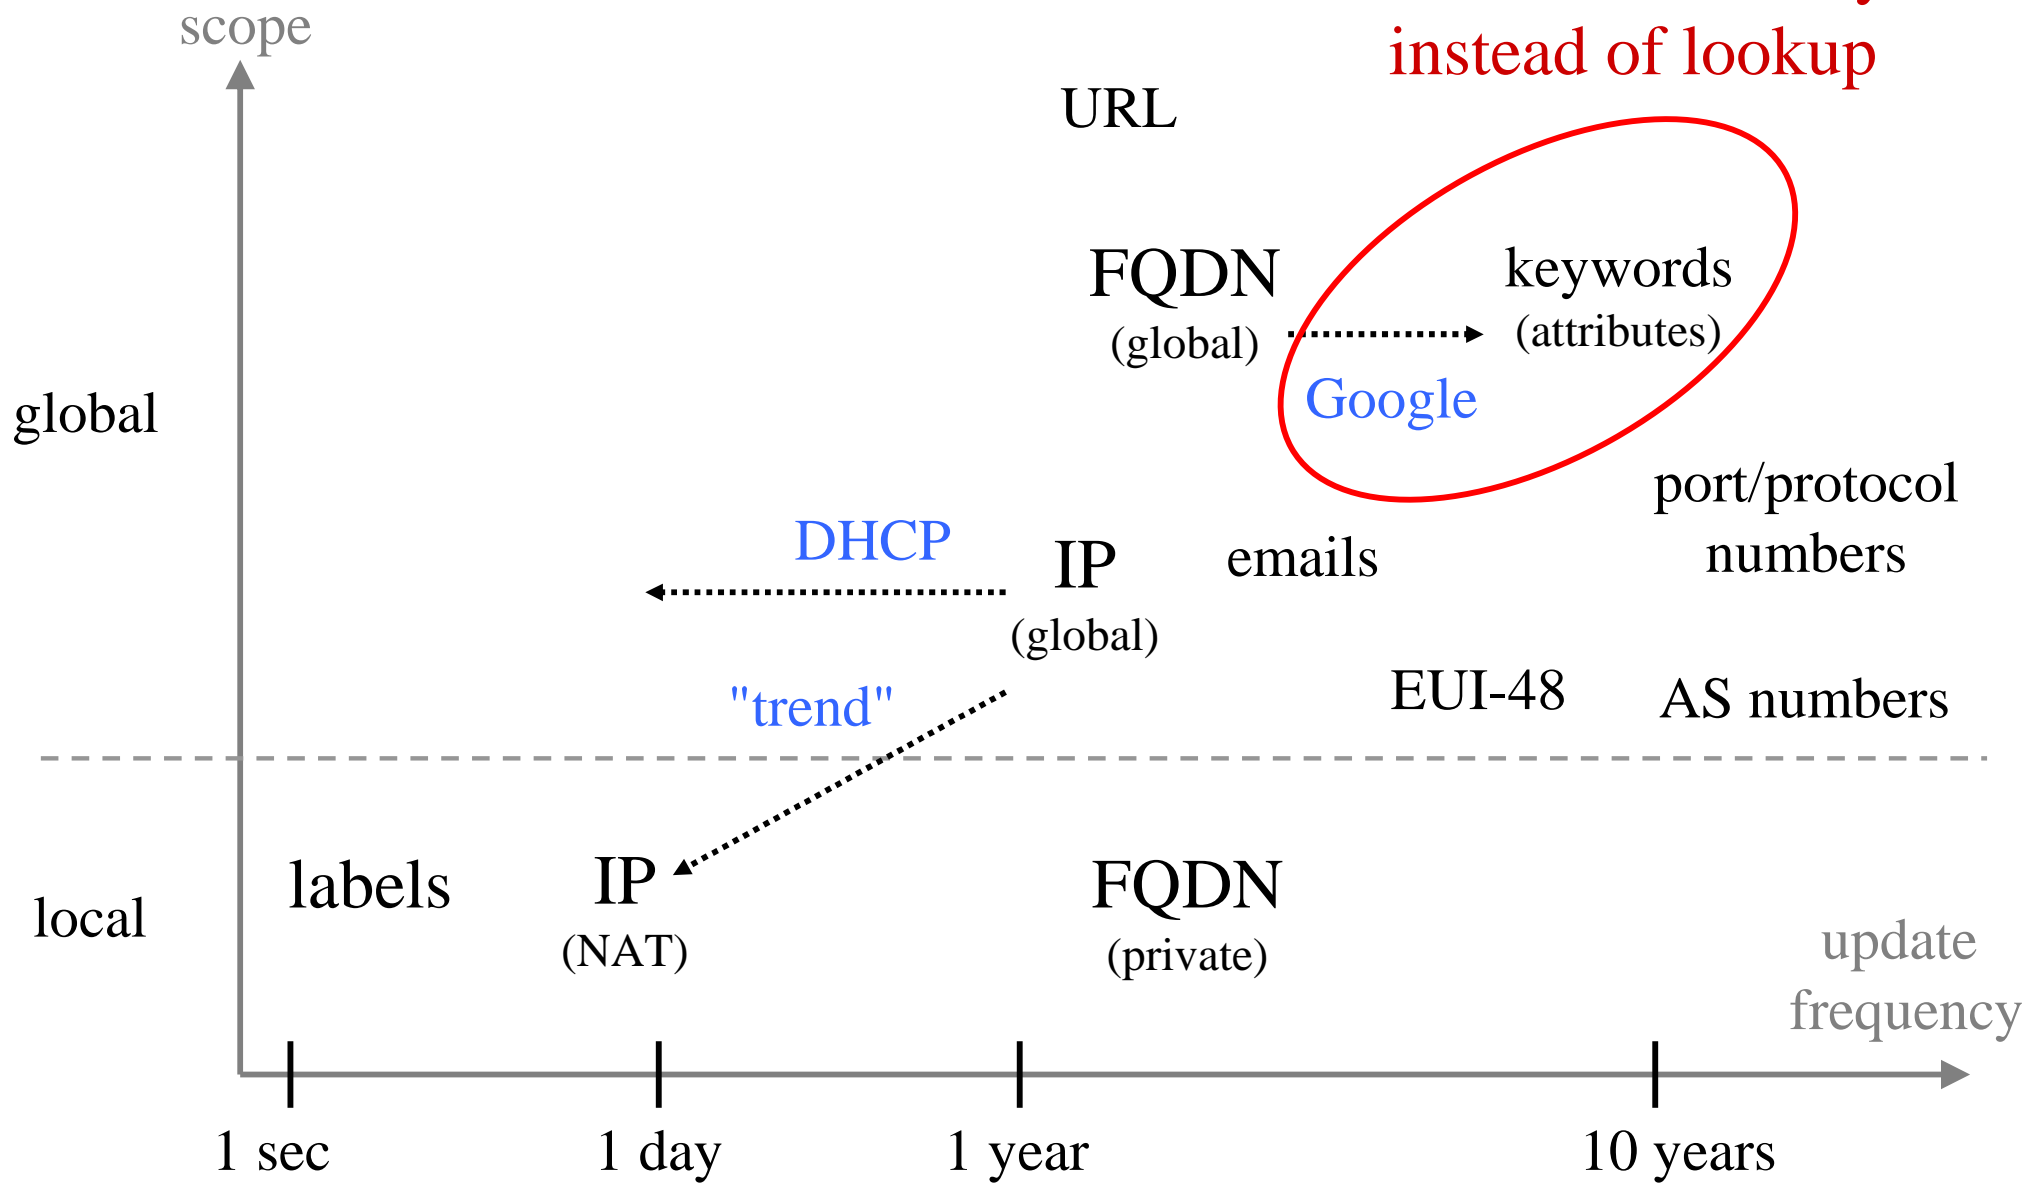 scope
instead of lookup
URL
FQDN
(global)
keywords
(attributes)
Google
global
port/protocol
numbers
DHCP
IP
(global)
emails
"trend"
EUI-48
AS numbers
labels
IP
(NAT)
FQDN
(private)
local
update
frequency
1 sec
1 day
1 year
10 years